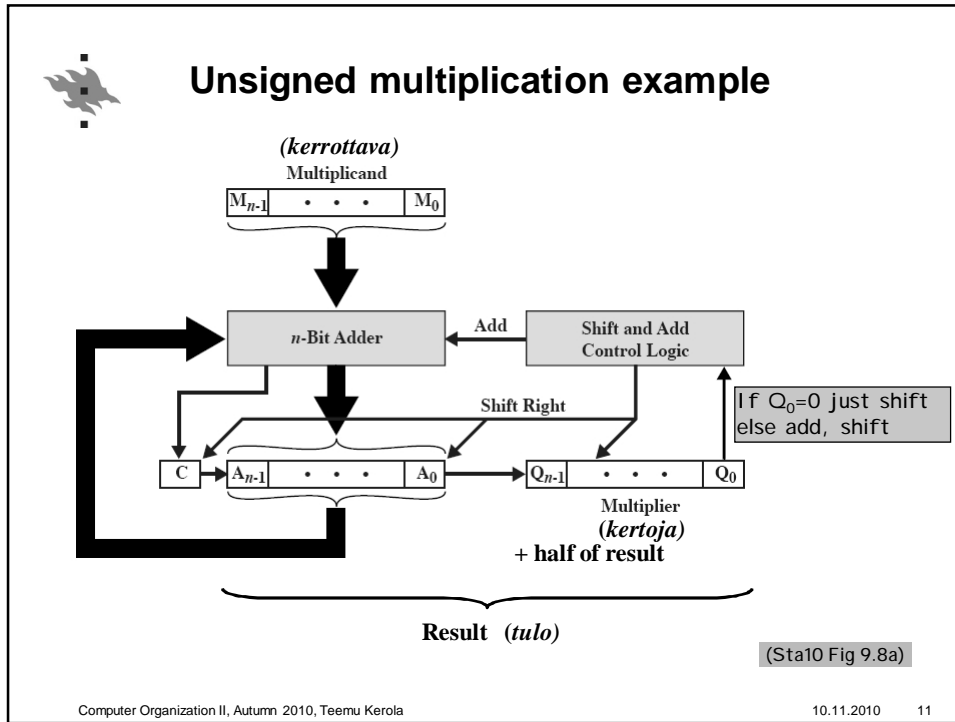 Unsigned multiplication example
(kerrottava)
Multiplicand
Mn-1 • • • M0
n-Bit Adder
Add
Shift and Add
Control Logic
Shift Right
If Q0=0 just shift
else add, shift
C
An-1 • • • A0
Qn-1 • • • Q0
Multiplier
(kertoja)
+ half of result
Result (tulo)
(Sta10 Fig 9.8a)
Computer Organization II, Autumn 2010, Teemu Kerola 10.11.2010 11